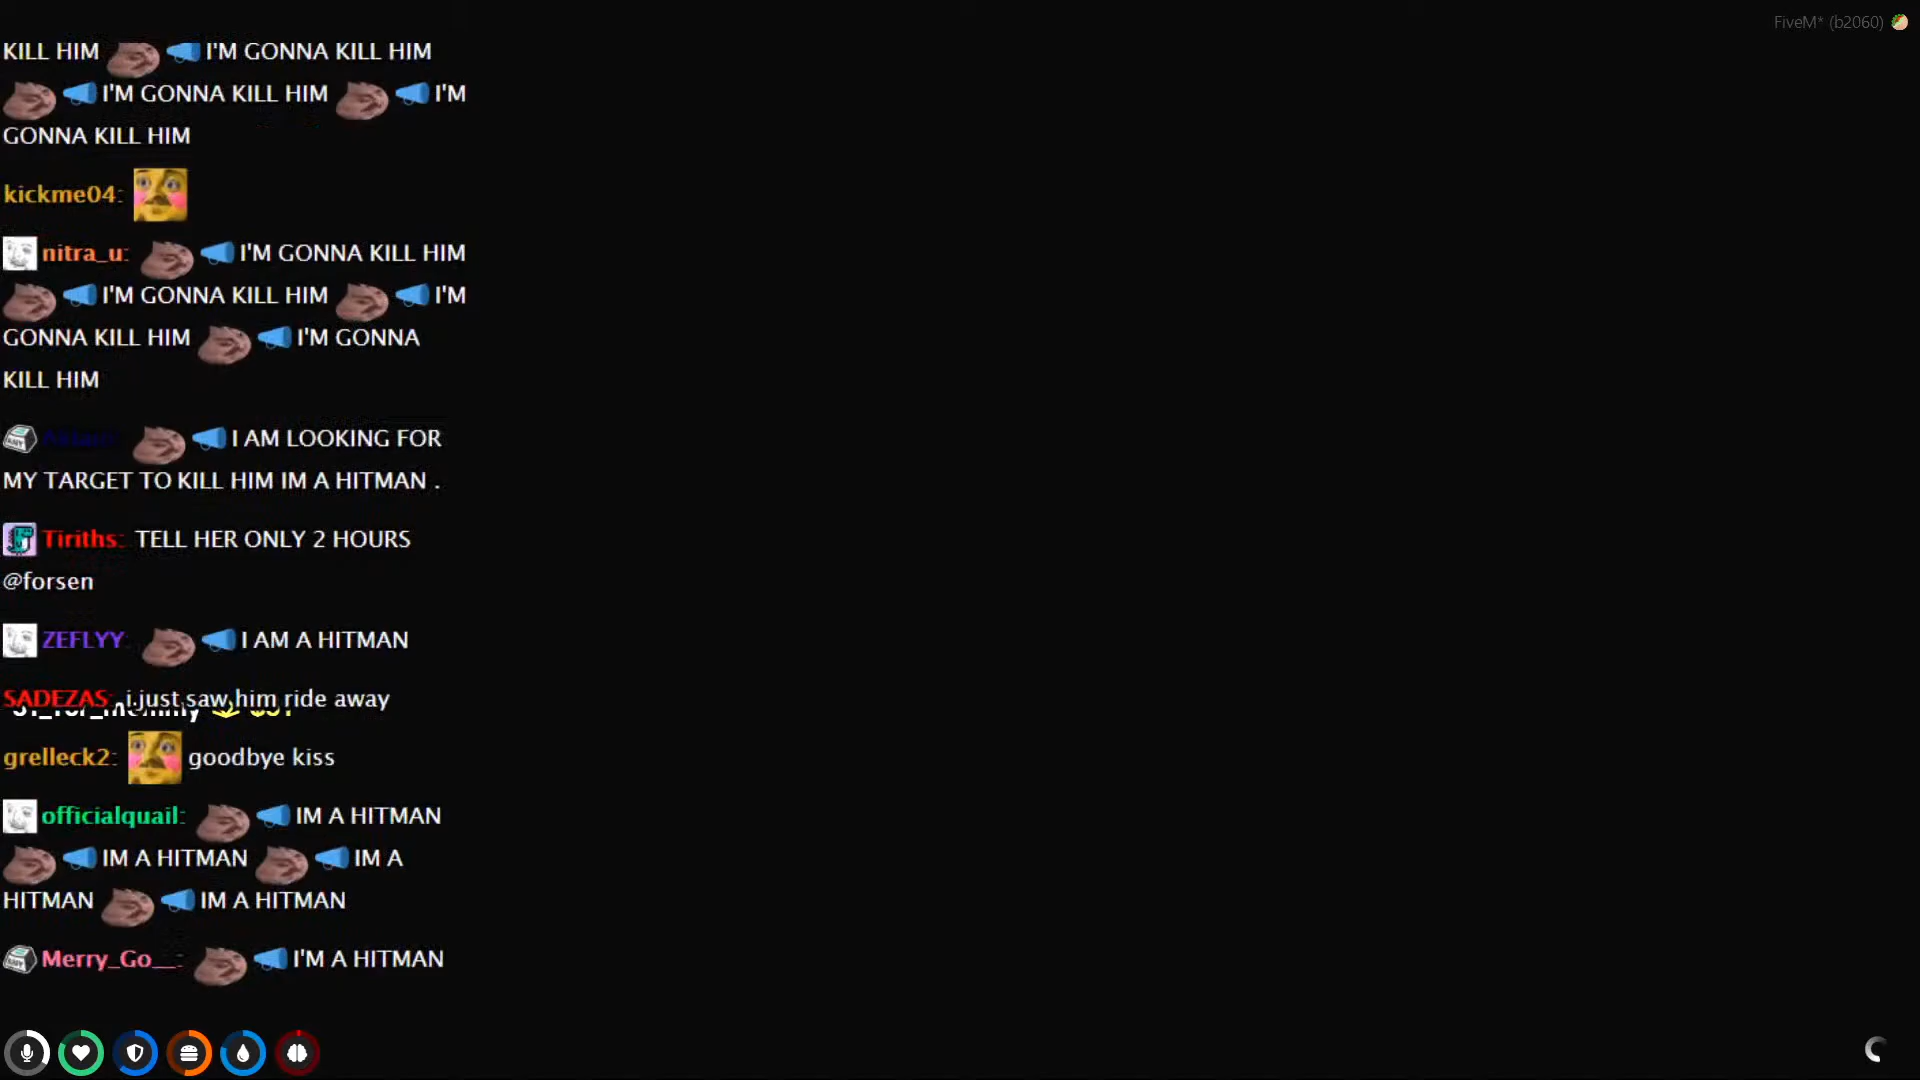 FiveM* (b2060)
KILL HIM I'M GONNA KILL HIM
I'M GONNA KILL HIM I'M
GONNA KILL HIM
kickme04:
nitra_u: I'M GONNA KILL HIM
I'M GONNA KILL HIM I'M
GONNA KILL HIM I'M GONNA
KILL HIM
I AM LOOKING FOR
MY TARGET TO KILL HIM IM A HITMAN .
Tiriths: TELL HER ONLY 2 HOURS
@forsen
ZEFLYY: I AM A HITMAN
SADEZAS: i just saw him ride away
grelleck2: goodbye kiss
officialquail: IM A HITMAN
IM A HITMAN IM A
HITMAN IM A HITMAN
Merry_Go__: I'M A HITMAN